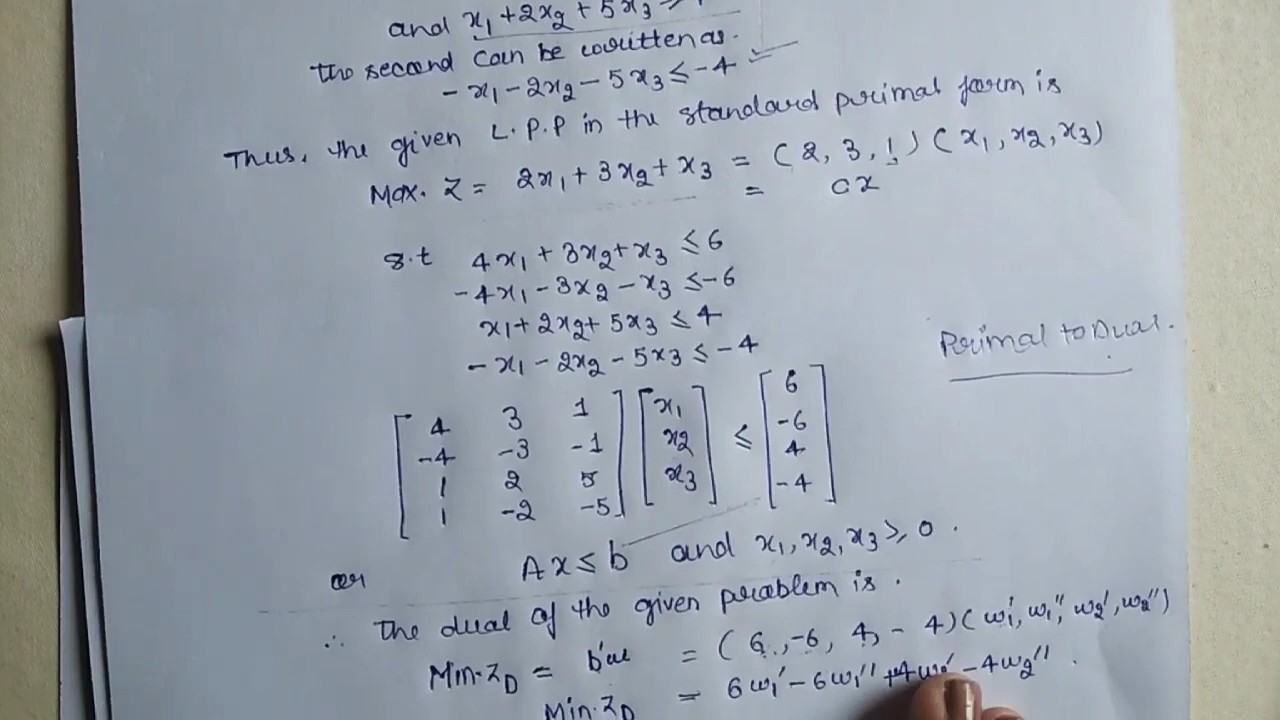 and x₁ + 2x₂ + 5x₃ ≥
the second can be written as.
- x₁ - 2x₂ - 5x₃ ≤ -4
Thus, the given L.P.P in the standard primal form is
Max. Z = 2x₁ + 3x₂ + x₃ = (2, 3, 1) (x₁, x₂, x₃)
= cx
s.t 4x₁ + 3x₂ + x₃ ≤ 6
-4x₁ - 3x₂ - x₃ ≤ -6
x₁ + 2x₂ + 5x₃ ≤ 4
- x₁ - 2x₂ - 5x₃ ≤ -4
Primal to Dual.
[ 4 3 1 ] [ x₁ ] ≤ [ 6 ]
[ -4 -3 -1 ] [ x₂ ] [ -6 ]
[ 1 2 5 ] [ x₃ ] [ 4 ]
[ 1 -2 -5 ] [ -4 ]
or Ax ≤ b and x₁, x₂, x₃ ≥ 0.
∴ The dual of the given problem is.
Min. Z_D = b'w = (6, -6, 4, -4) (w₁', w₁'', w₂', w₂'')
Min. Z_D = 6w₁' - 6w₁'' + 4w₂' - 4w₂''.